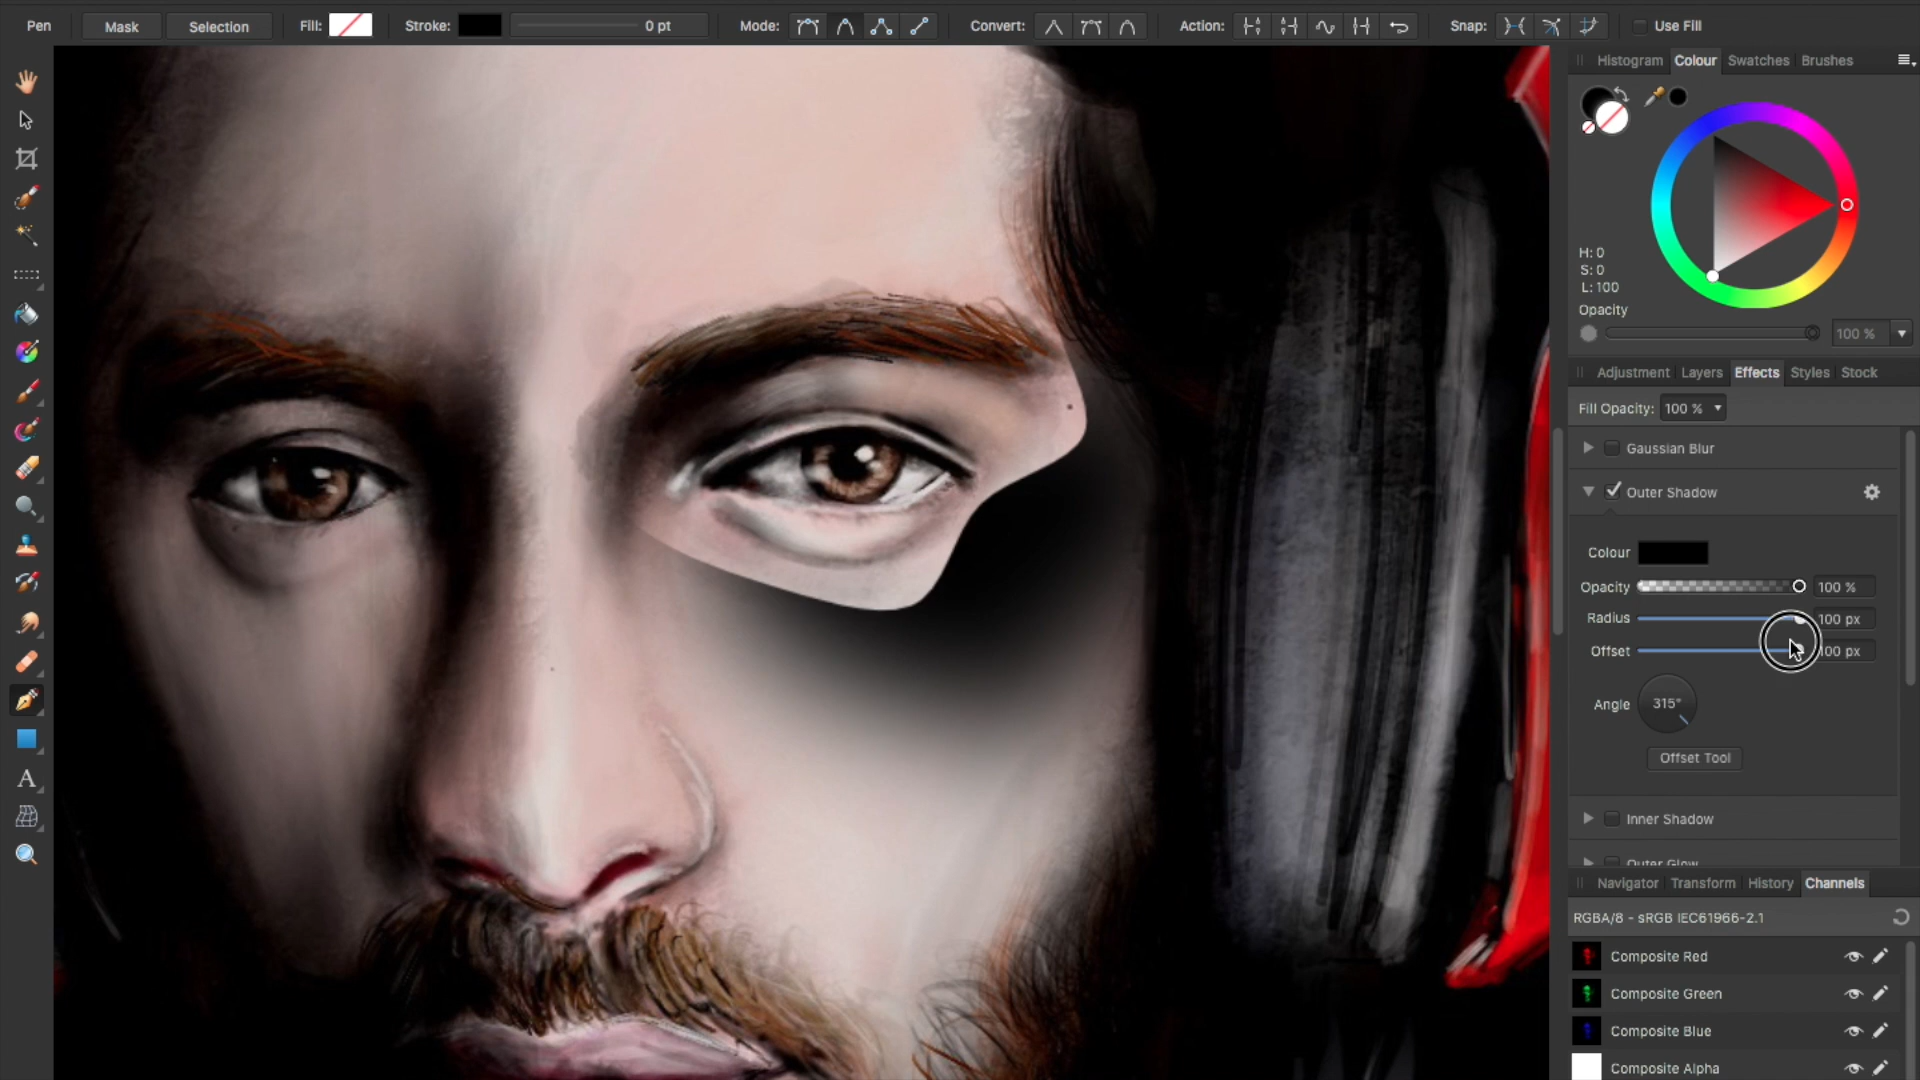 Pen Mask Selection Fill: Stroke: 0 pt Mode: Convert: Action: Snap: Use Fill
Histogram Colour Swatches Brushes
H: 0
S: 0
L: 100
Opacity
100 %
Adjustment Layers Effects Styles Stock
Fill Opacity: 100 %
Gaussian Blur
Outer Shadow
Colour
Opacity 100 %
Radius 100 px
Offset 100 px
Angle 315°
Offset Tool
Inner Shadow
Outer Glow
Navigator Transform History Channels
RGBA/8 - sRGB IEC61966-2.1
Composite Red
Composite Green
Composite Blue
Composite Alpha